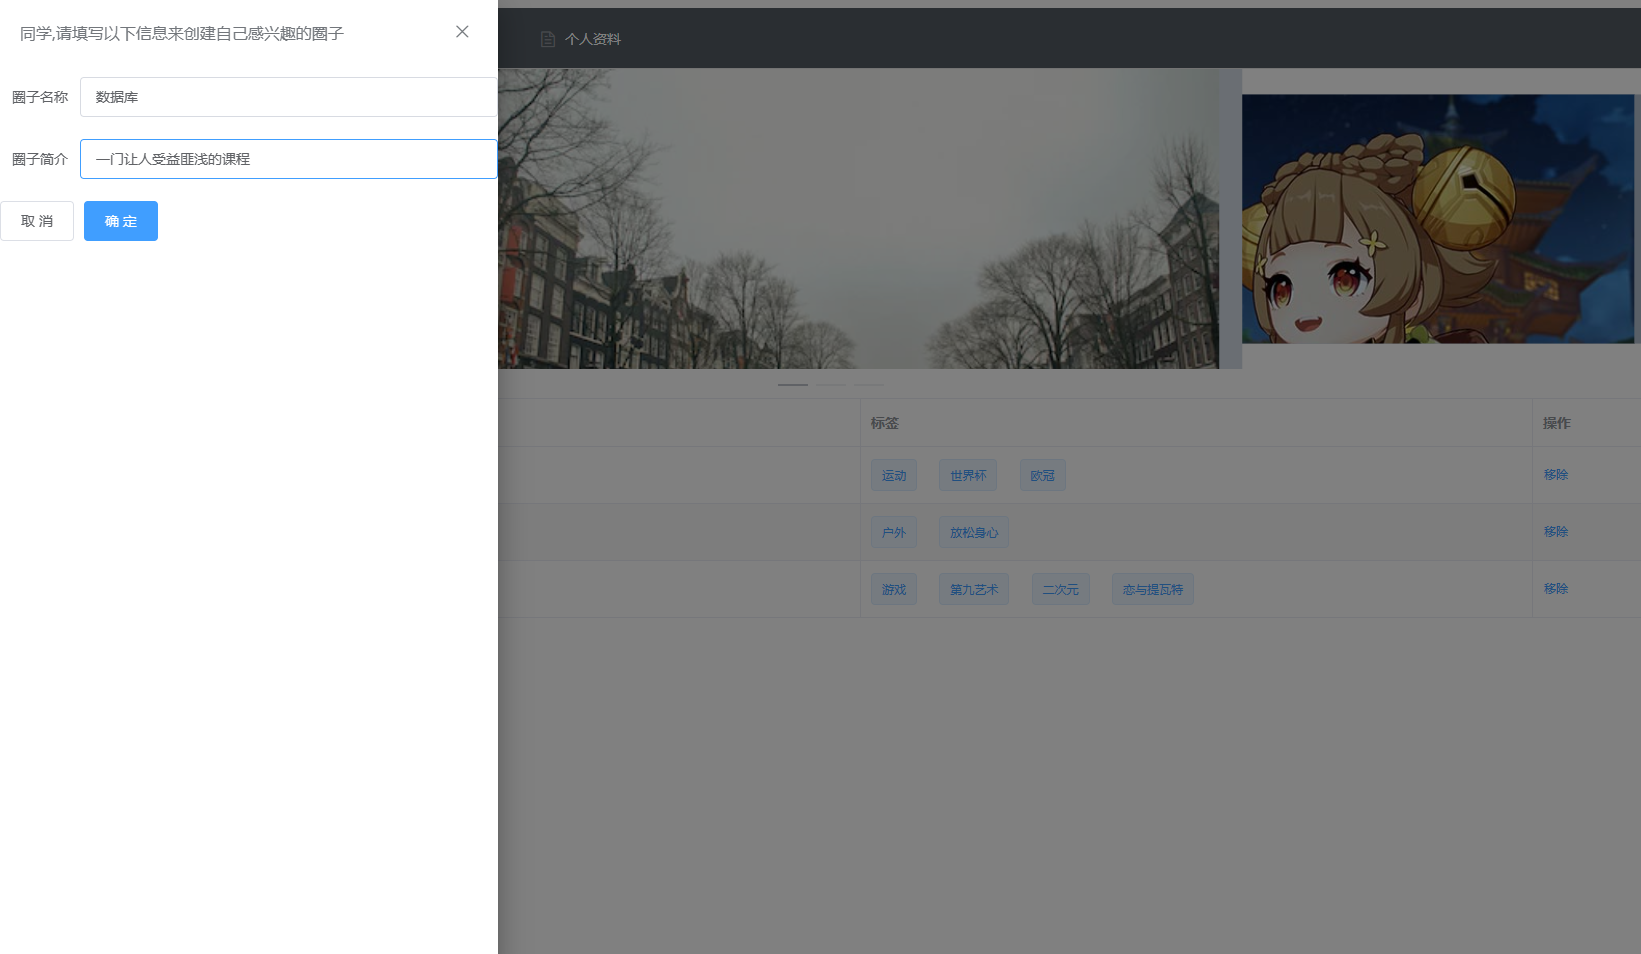 同学,请填写以下信息来创建自己感兴趣的圈子
圈子名称 数据库
圈子简介 一门让人受益匪浅的课程
取 消 确 定
个人资料
标签 操作
运动 世界杯 欧冠 移除
户外 放松身心 移除
游戏 第九艺术 二次元 恋与提瓦特 移除